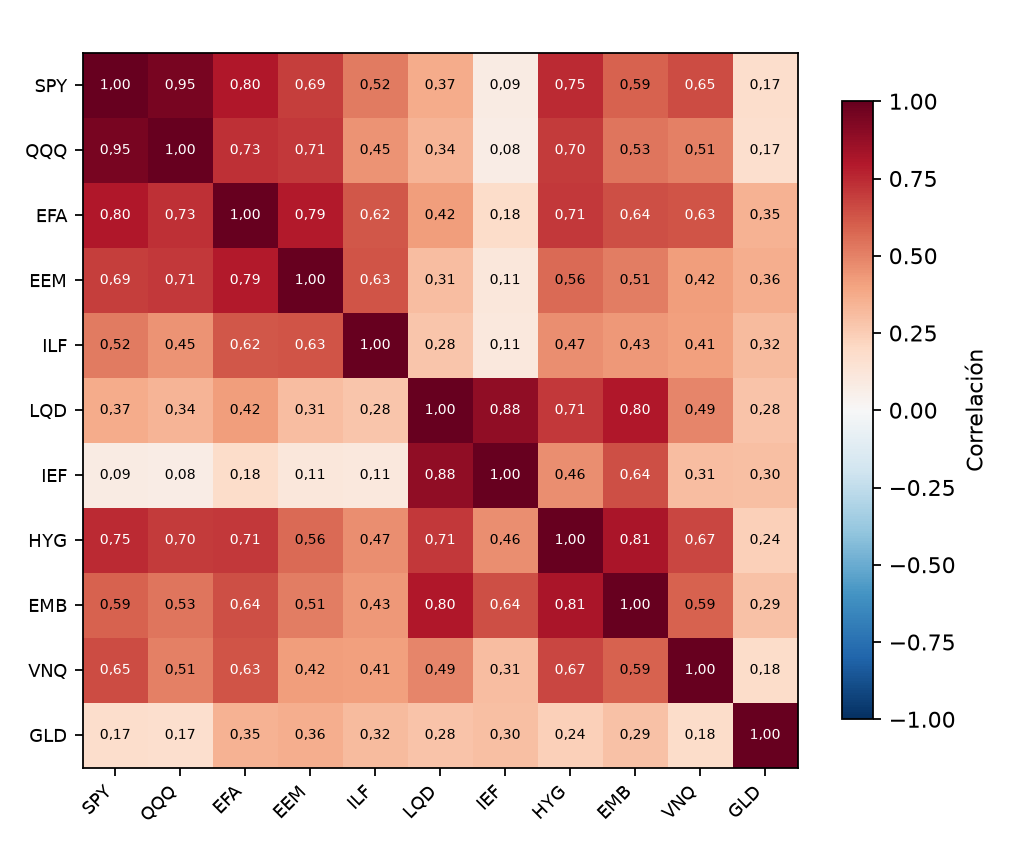 SPY 1,00 0,95 0,80 0,69 0,52 0,37 0,09 0,75 0,59 0,65 0,17
QQQ 0,95 1,00 0,73 0,71 0,45 0,34 0,08 0,70 0,53 0,51 0,17
EFA 0,80 0,73 1,00 0,79 0,62 0,42 0,18 0,71 0,64 0,63 0,35
EEM 0,69 0,71 0,79 1,00 0,63 0,31 0,11 0,56 0,51 0,42 0,36
ILF 0,52 0,45 0,62 0,63 1,00 0,28 0,11 0,47 0,43 0,41 0,32
LQD 0,37 0,34 0,42 0,31 0,28 1,00 0,88 0,71 0,80 0,49 0,28
IEF 0,09 0,08 0,18 0,11 0,11 0,88 1,00 0,46 0,64 0,31 0,30
HYG 0,75 0,70 0,71 0,56 0,47 0,71 0,46 1,00 0,81 0,67 0,24
EMB 0,59 0,53 0,64 0,51 0,43 0,80 0,64 0,81 1,00 0,59 0,29
VNQ 0,65 0,51 0,63 0,42 0,41 0,49 0,31 0,67 0,59 1,00 0,18
GLD 0,17 0,17 0,35 0,36 0,32 0,28 0,30 0,24 0,29 0,18 1,00
SPY QQQ EFA EEM ILF LQD IEF HYG EMB VNQ GLD
1.00
0.75
0.50
0.25
0.00
−0.25
−0.50
−0.75
−1.00
Correlación